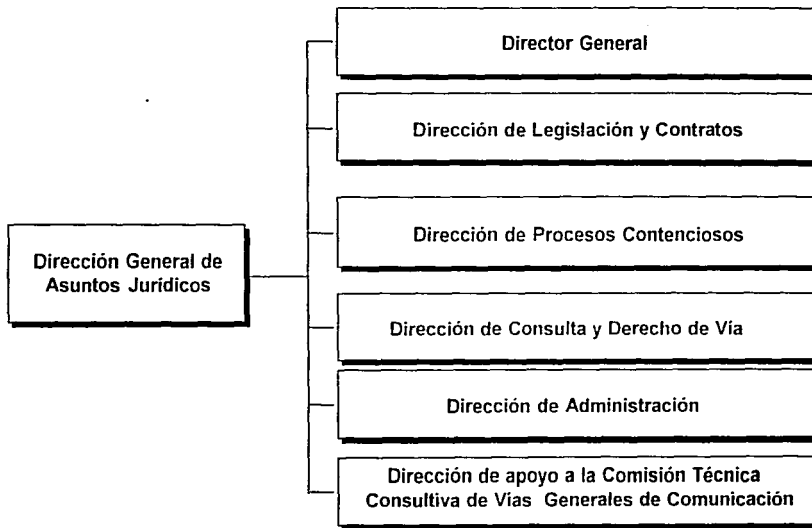 Director General
Dirección de Legislación y Contratos
Dirección de Procesos Contenciosos
Dirección General de
Asuntos Jurídicos
Dirección de Consulta y Derecho de Vía
Dirección de Administración
Dirección de apoyo a la Comisión Técnica
Consultiva de Vías Generales de Comunicación